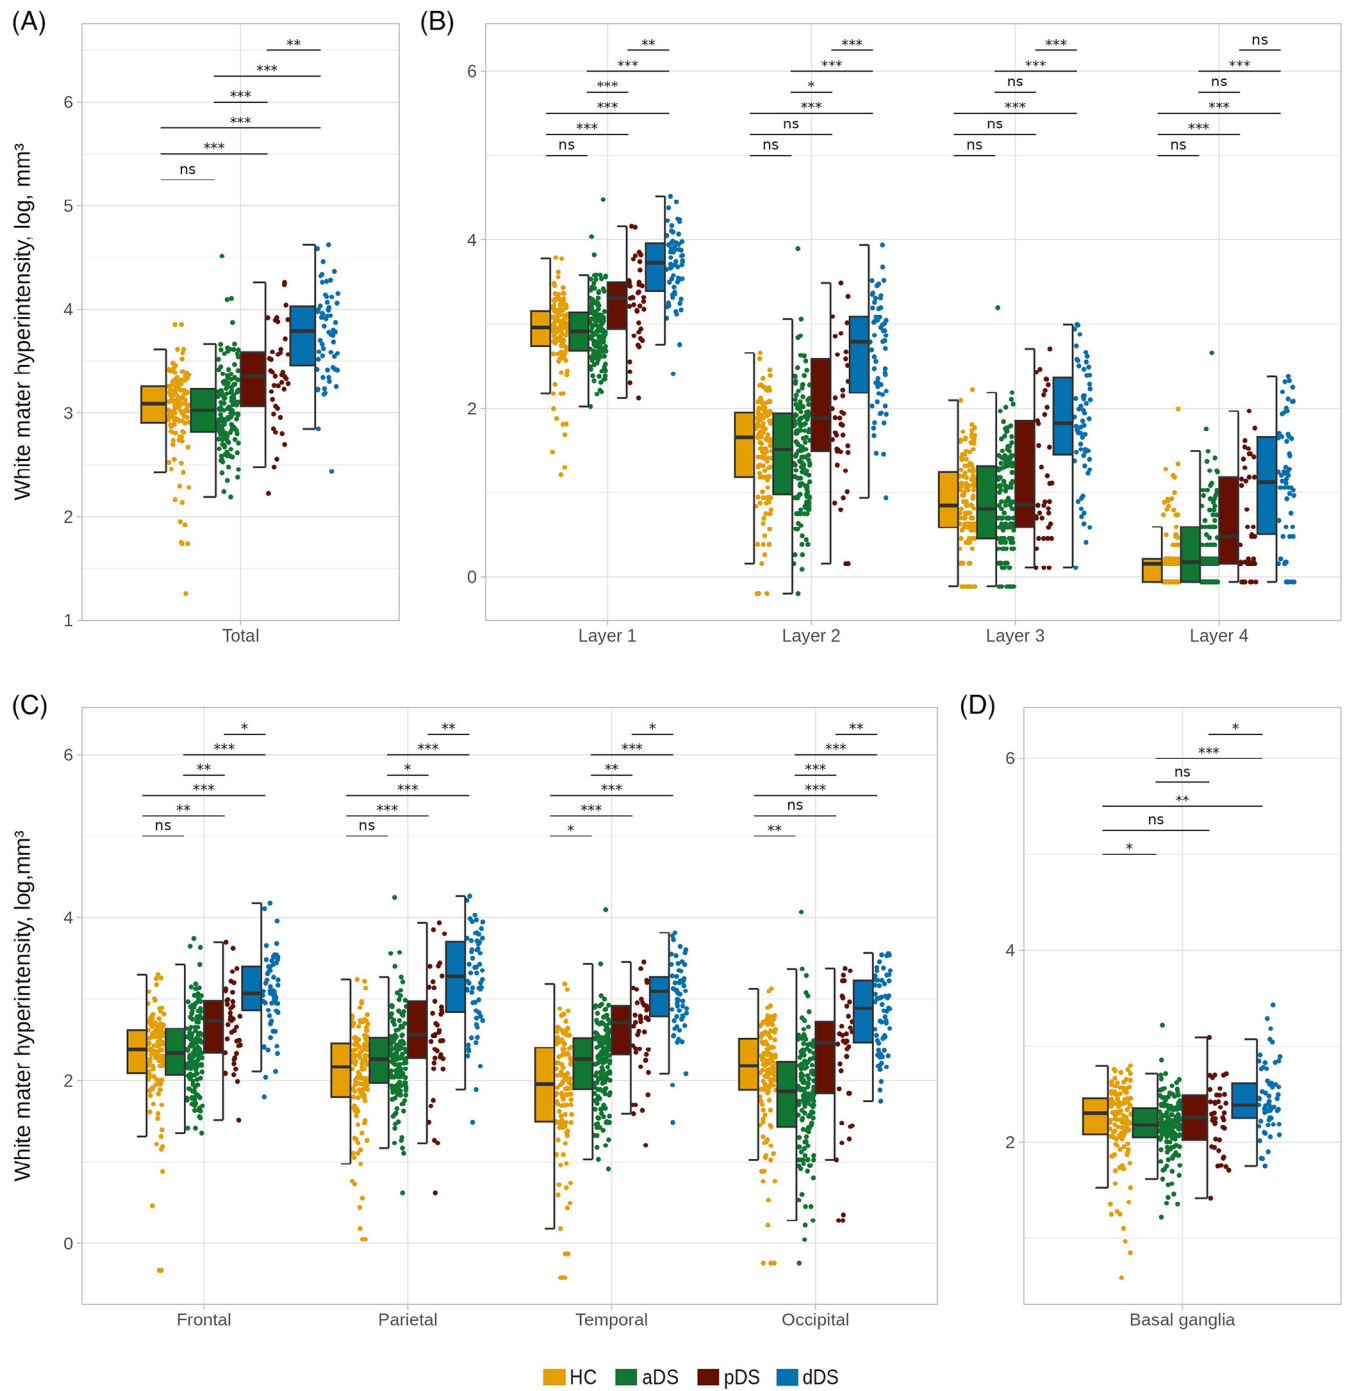 (A)
(B)
White mater hyperintensity, log, mm³
6
5
4
3
2
1
**
***
***
***
***
ns
Total
6
4
2
0
**
***
***
***
***
ns
***
***
*
***
ns
ns
***
***
ns
***
ns
ns
ns
***
ns
***
***
ns
Layer 1
Layer 2
Layer 3
Layer 4
(C)
(D)
White mater hyperintensity, log,mm³
6
4
2
0
*
***
**
***
**
ns
**
***
*
***
***
ns
*
***
**
***
***
*
**
***
***
***
ns
**
Frontal
Parietal
Temporal
Occipital
6
4
2
*
***
ns
**
ns
*
Basal ganglia
HC aDS pDS dDS